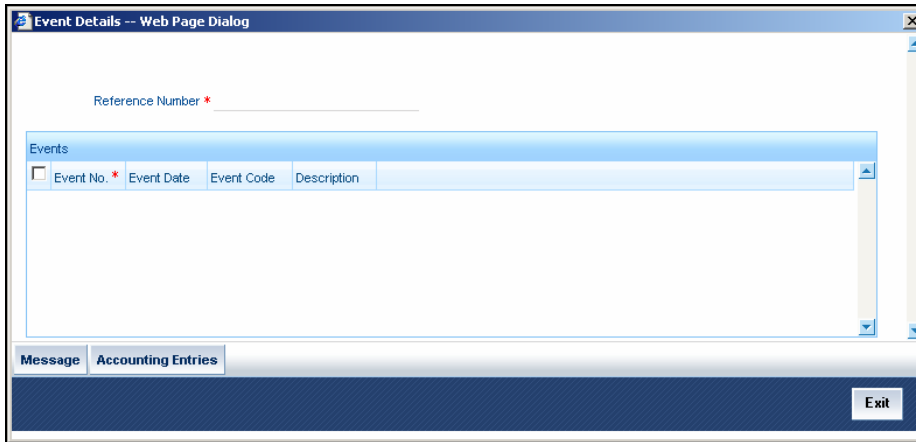 Event Details -- Web Page Dialog
Reference Number *
Events
Event No. * Event Date Event Code Description
Message Accounting Entries
Exit